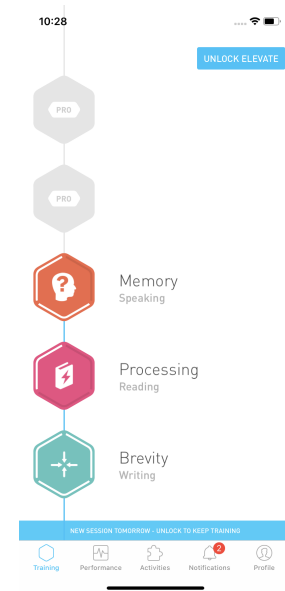 10:28
UNLOCK ELEVATE
PRO
PRO
?
Memory
Speaking
Processing
Reading
Brevity
Writing
NEW SESSION TOMORROW - UNLOCK TO KEEP TRAINING
2
Training Performance Activities Notifications Profile